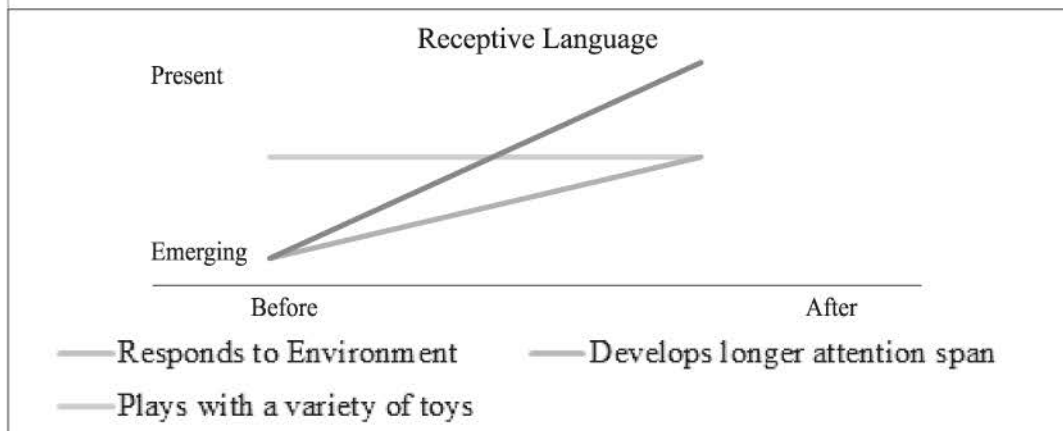 Receptive Language
Present
Emerging
Before After
Responds to Environment Develops longer attention span
Plays with a variety of toys